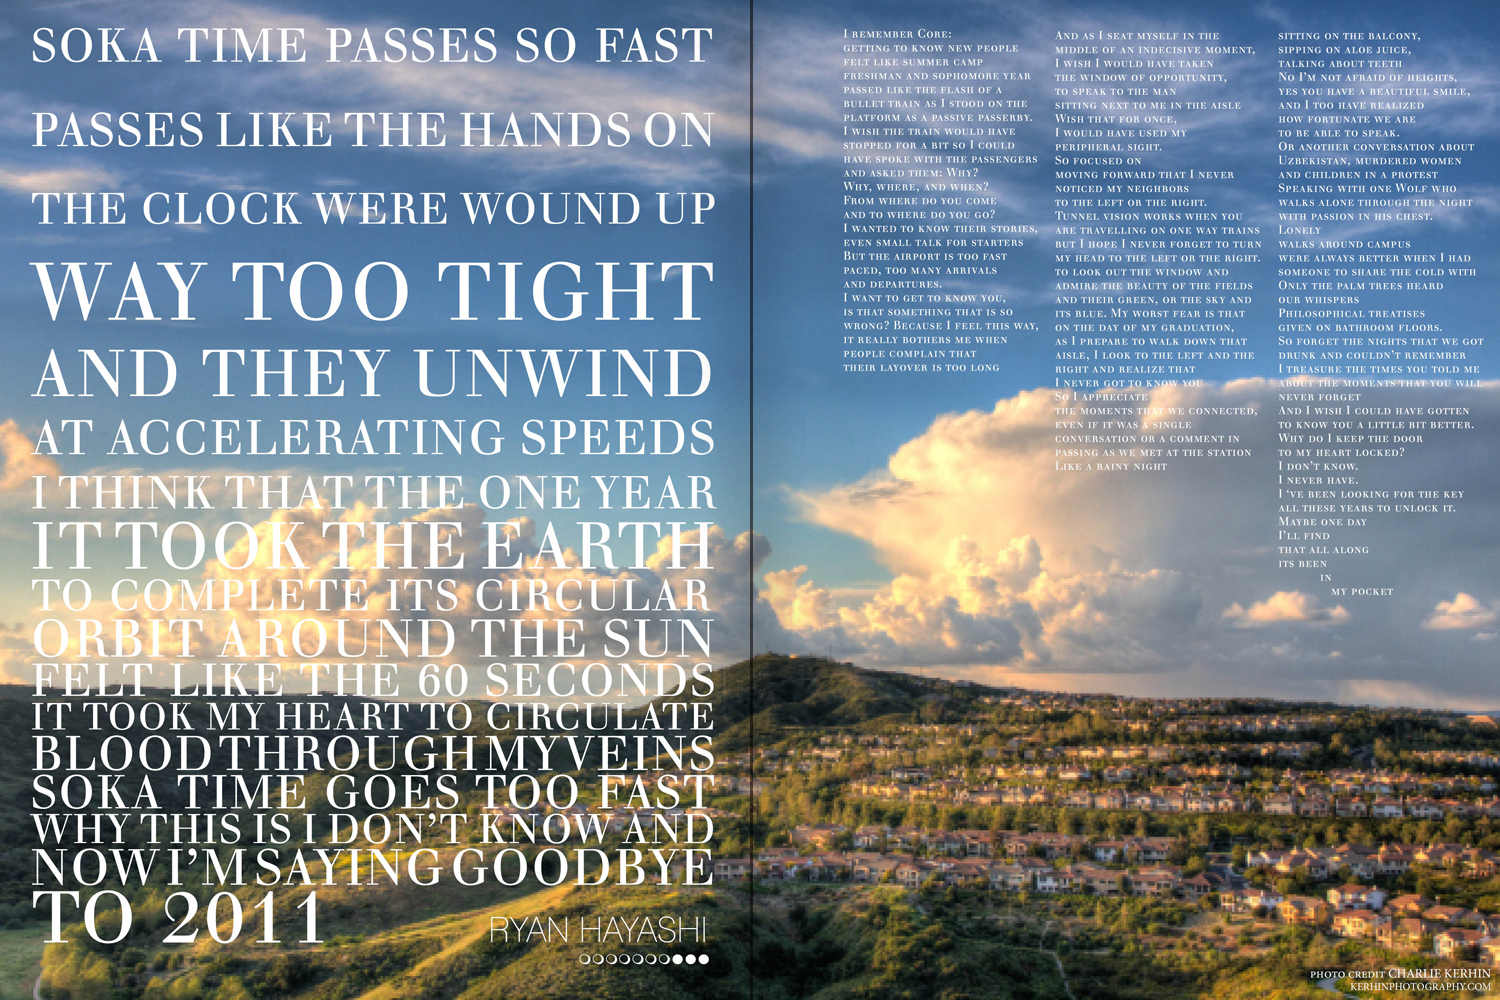 SOKA TIME PASSES SO FAST
PASSES LIKE THE HANDS ON
THE CLOCK WERE WOUND UP
WAY TOO TIGHT
AND THEY UNWIND
AT ACCELERATING SPEEDS
I THINK THAT THE ONE YEAR
IT TOOK THE EARTH
TO COMPLETE ITS CIRCULAR
ORBIT AROUND THE SUN
FELT LIKE THE 60 SECONDS
IT TOOK MY HEART TO CIRCULATE
BLOOD THROUGH MY VEINS
SOKA TIME GOES TOO FAST
WHY THIS IS I DON'T KNOW AND
NOW I'M SAYING GOODBYE
TO 2011
RYAN HAYASHI
I remember Core:
getting to know new people
felt like summer camp
freshman and sophomore year
passed like the flash of a
bullet train as I stood on the
platform as a passive passerby.
I wish the train would have
stopped for a bit so I could
have spoke with the passengers
and asked them: Why?
Why, where, and when?
From where do you come
and to where do you go?
I wanted to know their stories,
even small talk for starters
But the airport is too fast
paced, too many arrivals
and departures.
I want to get to know you,
is that something that is so
wrong? Because I feel this way,
it really bothers me when
people complain that
their layover is too long
And as I seat myself in the
middle of an indecisive moment,
I wish I would have taken
the window of opportunity,
to speak to the man
sitting next to me in the aisle
Wish that for once,
I would have used my
peripheral sight.
So focused on
moving forward that I never
noticed my neighbors
to the left or the right.
Tunnel vision works when you
are travelling on one way trains
but I hope I never forget to turn
my head to the left or the right.
to look out the window and
admire the beauty of the fields
and their green, or the sky and
its blue. My worst fear is that
on the day of my graduation,
as I prepare to walk down that
aisle, I look to the left and the
right and realize that
I never got to know you
So I appreciate
the moments that we connected,
even if it was a single
conversation or a comment in
passing as we met at the station
Like a rainy night
sitting on the balcony,
sipping on aloe juice,
talking about teeth
No I'm not afraid of heights,
yes you have a beautiful smile,
and I too have realized
how fortunate we are
to be able to speak.
Or another conversation about
Uzbekistan, murdered women
and children in a protest
Speaking with one Wolf who
walks alone through the night
with passion in his chest.
Lonely
walks around campus
were always better when I had
someone to share the cold with
Only the palm trees heard
our whispers
Philosophical treatises
given on bathroom floors.
So forget the nights that we got
drunk and couldn't remember
I treasure the times you told me
about the moments that you will
never forget
And I wish I could have gotten
to know you a little bit better.
Why do I keep the door
to my heart locked?
I don't know.
I never have.
I 've been looking for the key
all these years to unlock it.
Maybe one day
I'll find
that all along
its been
in
my pocket
PHOTO CREDIT CHARLIE KERHIN
KERHINPHOTOGRAPHY.COM